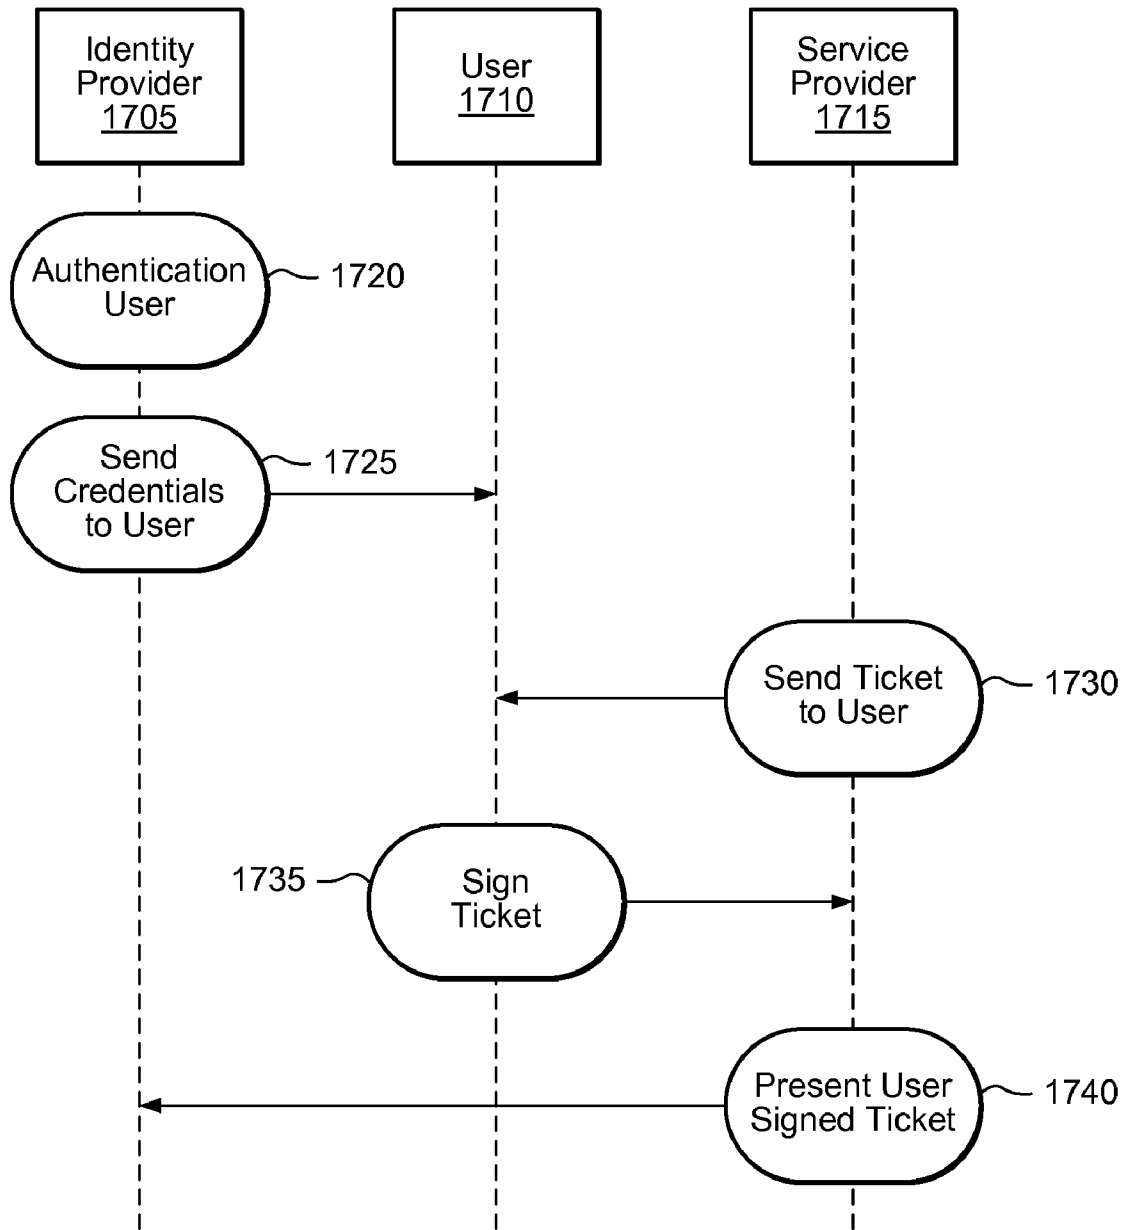 Identity
Provider
1705
User
1710
Service
Provider
1715
Authentication
User
1720
Send
Credentials
to User
1725
Send Ticket
to User
1730
1735
Sign
Ticket
Present User
Signed Ticket
1740